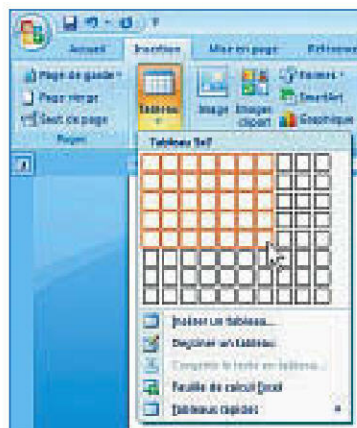 Accueil Insertion Mise en page Référence
Page de garde
Page vierge
Saut de page
Pages
Tableau
Image Images clipart
Formes
SmartArt
Graphique
Insérer un tableau...
Dessiner un tableau
Convertir le texte en tableau...
Feuille de calcul Excel
Tableaux rapides